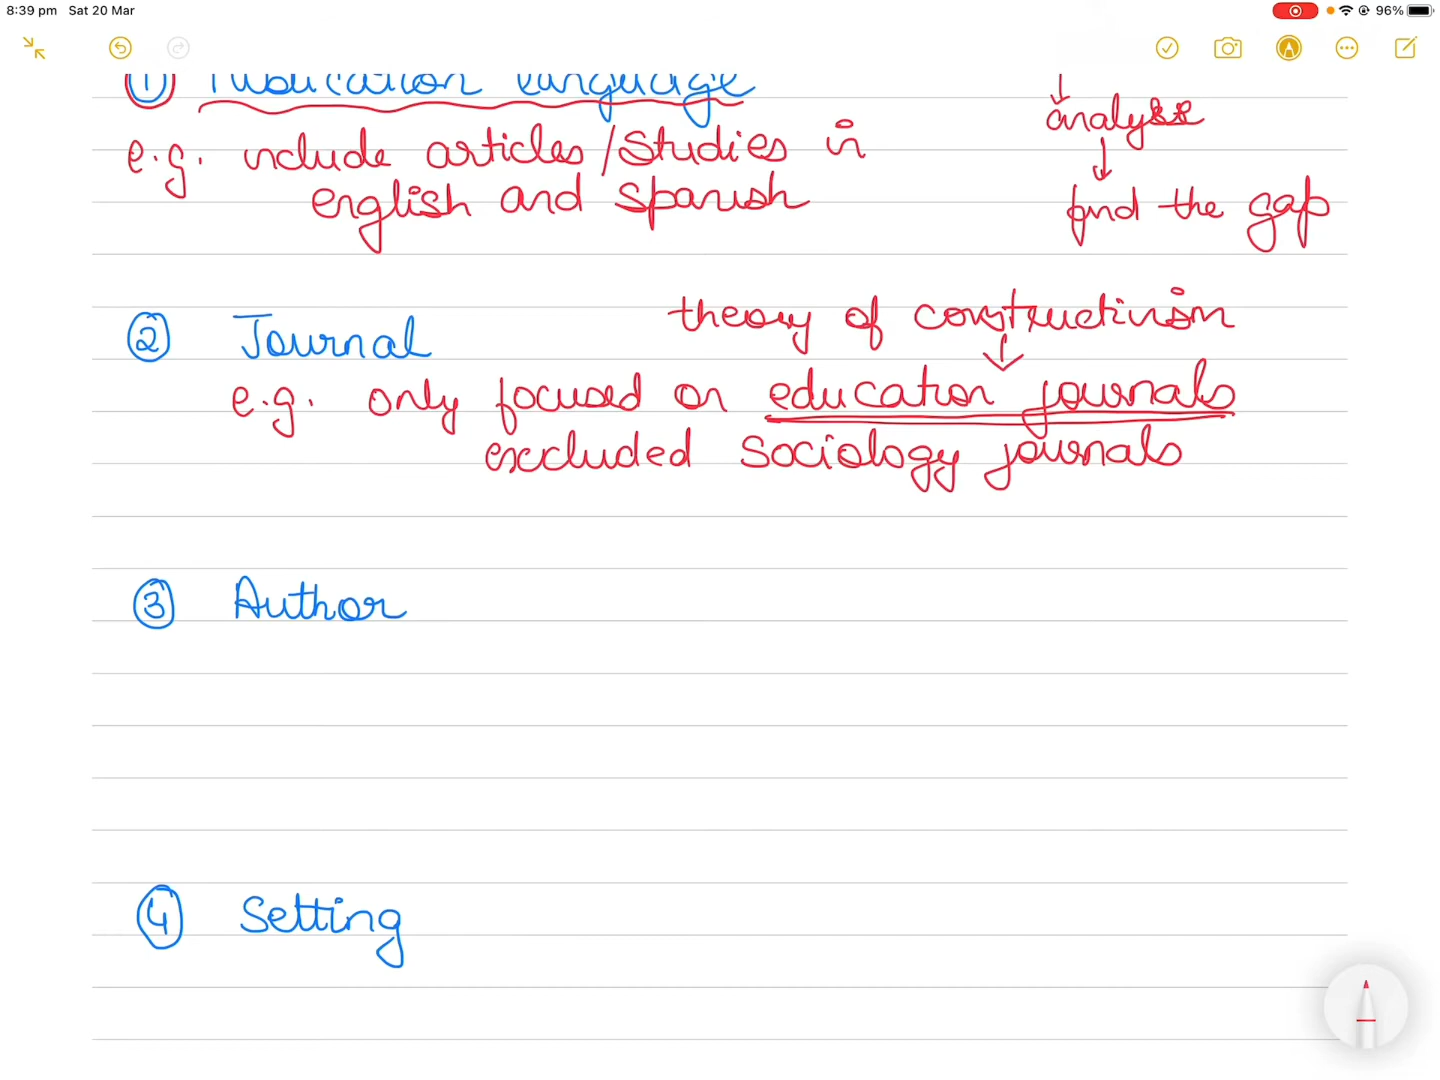 8:39 pm Sat 20 Mar
96%
① Publication language
analyse
e.g. include articles/studies in
english and spanish
find the gap
theory of constructivism
② Journal
e.g. only focused on education journals
excluded sociology journals
③ Author
④ Setting